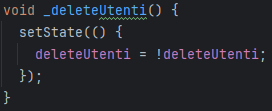 void _deleteUtenti() {
  setState(() {
    deleteUtenti = !deleteUtenti;
  });
}